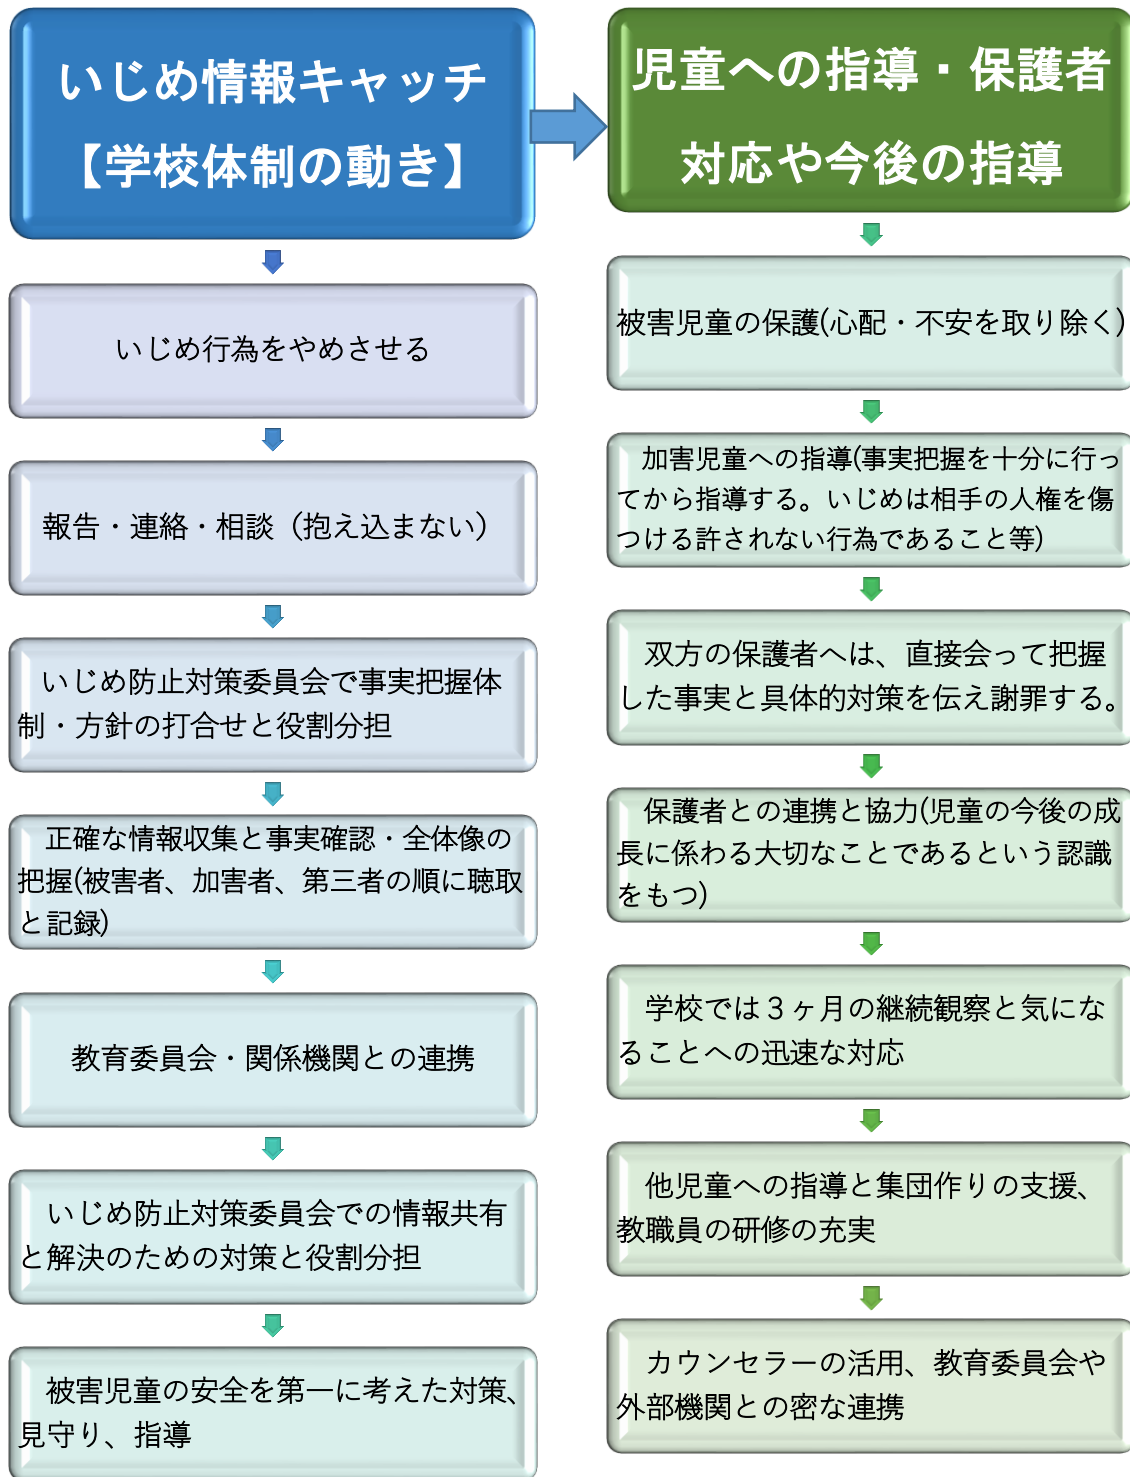 いじめ情報キャッチ
【学校体制の動き】
いじめ行為をやめさせる
報告・連絡・相談（抱え込まない）
いじめ防止対策委員会で事実把握体
制・方針の打合せと役割分担
正確な情報収集と事実確認・全体像の
把握(被害者、加害者、第三者の順に聴取
と記録)
教育委員会・関係機関との連携
いじめ防止対策委員会での情報共有
と解決のための対策と役割分担
被害児童の安全を第一に考えた対策、
見守り、指導
児童への指導・保護者
対応や今後の指導
被害児童の保護(心配・不安を取り除く)
加害児童への指導(事実把握を十分に行っ
てから指導する。いじめは相手の人権を傷
つける許されない行為であること等)
双方の保護者へは、直接会って把握
した事実と具体的対策を伝え謝罪する。
保護者との連携と協力(児童の今後の成
長に係わる大切なことであるという認識
をもつ)
学校では３ヶ月の継続観察と気にな
ることへの迅速な対応
他児童への指導と集団作りの支援、
教職員の研修の充実
カウンセラーの活用、教育委員会や
外部機関との密な連携